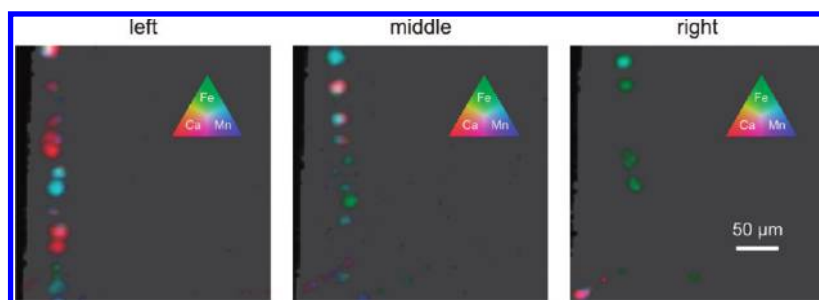 left
middle
right
Fe
Ca Mn
Fe
Ca Mn
Fe
Ca Mn
50 µm